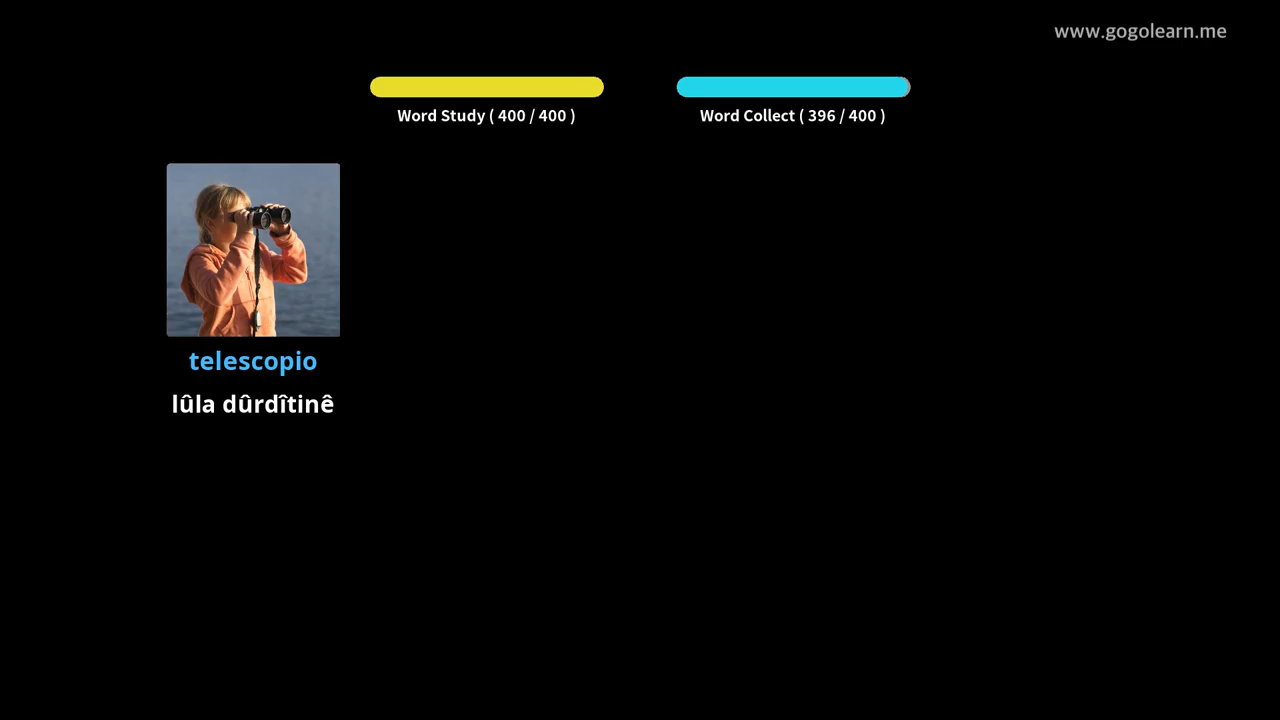 www.gogolearn.me
Word Study ( 400 / 400 )
Word Collect ( 396 / 400 )
telescopio
lûla dûrdîtinê